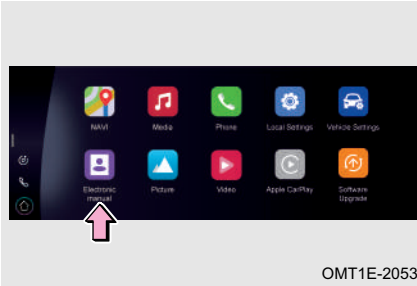 NAVI Media Phone Local Settings Vehicle Settings
Electronic Picture Video Apple CarPlay Software
manual Upgrade
OMT1E-2053